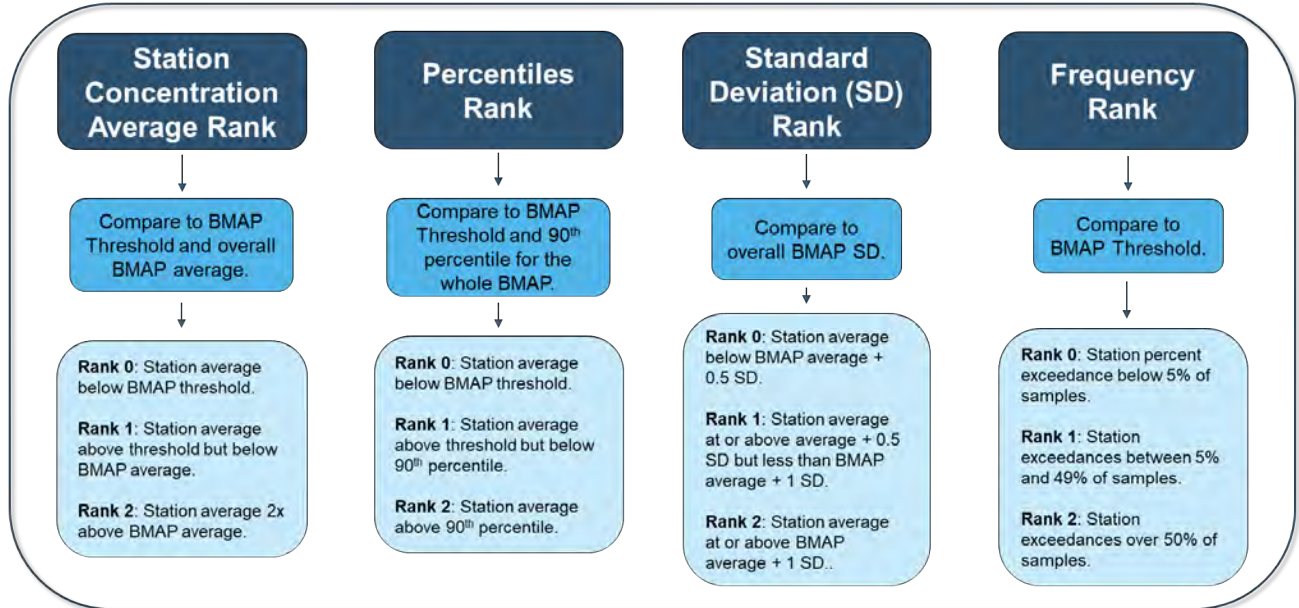 Station
Concentration
Average Rank
Compare to BMAP
Threshold and overall
BMAP average.
Rank 0: Station average
below BMAP threshold.
Rank 1: Station average
above threshold but below
BMAP average.
Rank 2: Station average 2x
above BMAP average.
Percentiles
Rank
Compare to BMAP
Threshold and 90th
percentile for the
whole BMAP.
Rank 0: Station average
below BMAP threshold.
Rank 1: Station average
above threshold but below
90th percentile.
Rank 2: Station average
above 90th percentile.
Standard
Deviation (SD)
Rank
Compare to
overall BMAP SD.
Rank 0: Station average
below BMAP average +
0.5 SD.
Rank 1: Station average
at or above average + 0.5
SD but less than BMAP
average + 1 SD.
Rank 2: Station average
at or above BMAP
average + 1 SD..
Frequency
Rank
Compare to
BMAP Threshold.
Rank 0: Station percent
exceedance below 5% of
samples.
Rank 1: Station
exceedances between 5%
and 49% of samples.
Rank 2: Station
exceedances over 50% of
samples.